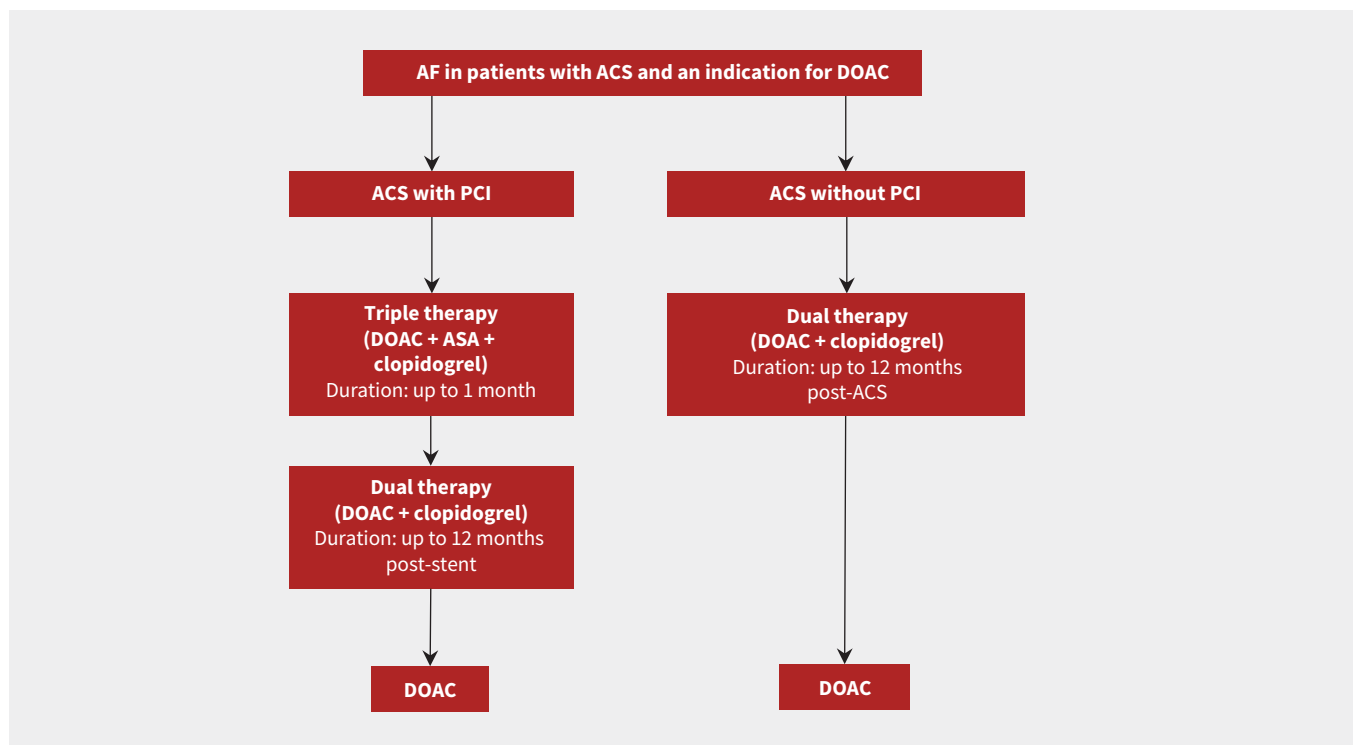 AF in patients with ACS and an indication for DOAC
ACS with PCI
ACS without PCI
Triple therapy
(DOAC + ASA +
clopidogrel)
Duration: up to 1 month
Dual therapy
(DOAC + clopidogrel)
Duration: up to 12 months
post-ACS
Dual therapy
(DOAC + clopidogrel)
Duration: up to 12 months
post-stent
DOAC
DOAC